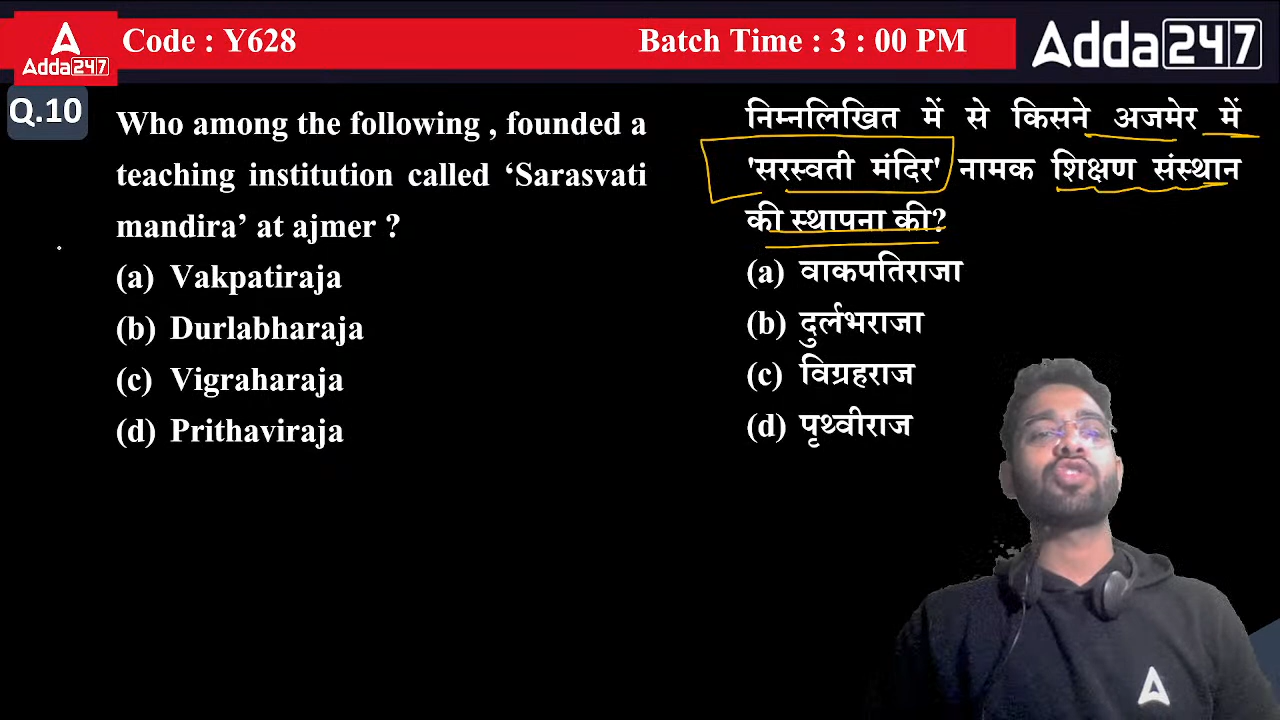 Adda247
Code : Y628
Batch Time : 3 : 00 PM
Adda247
Q.10
Who among the following , founded a
teaching institution called ‘Sarasvati
mandira’ at ajmer ?
(a) Vakpatiraja
(b) Durlabharaja
(c) Vigraharaja
(d) Prithaviraja
निम्नलिखित में से किसने अजमेर में
'सरस्वती मंदिर' नामक शिक्षण संस्थान
की स्थापना की?
(a) वाकपतिराजा
(b) दुर्लभराजा
(c) विग्रहराज
(d) पृथ्वीराज